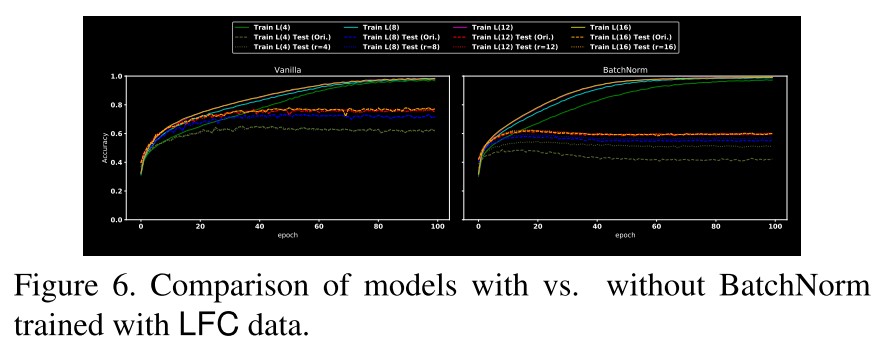 Train L(4) Train L(8) Train L(12) Train L(16)
Train L(4) Test (Ori.) Train L(8) Test (Ori.) Train L(12) Test (Ori.) Train L(16) Test (Ori.)
Train L(4) Test (r=4) Train L(8) Test (r=8) Train L(12) Test (r=12) Train L(16) Test (r=16)
Vanilla BatchNorm
1.0
0.8
0.6
0.4
0.2
0.0
Accuracy
0 20 40 60 80 100 0 20 40 60 80 100
epoch epoch
Figure 6. Comparison of models with vs. without BatchNorm
trained with LFC data.